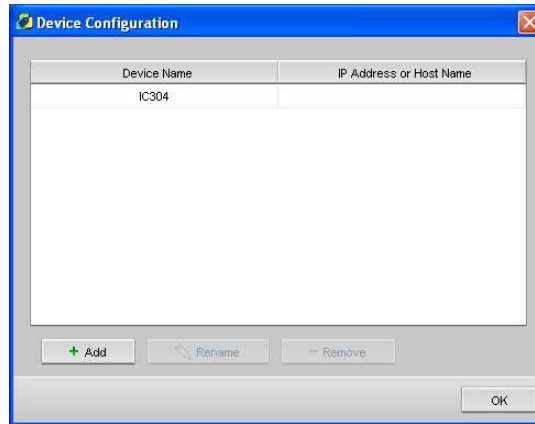 Device Configuration
Device Name IP Address or Host Name
IC304
+ Add Rename − Remove
OK